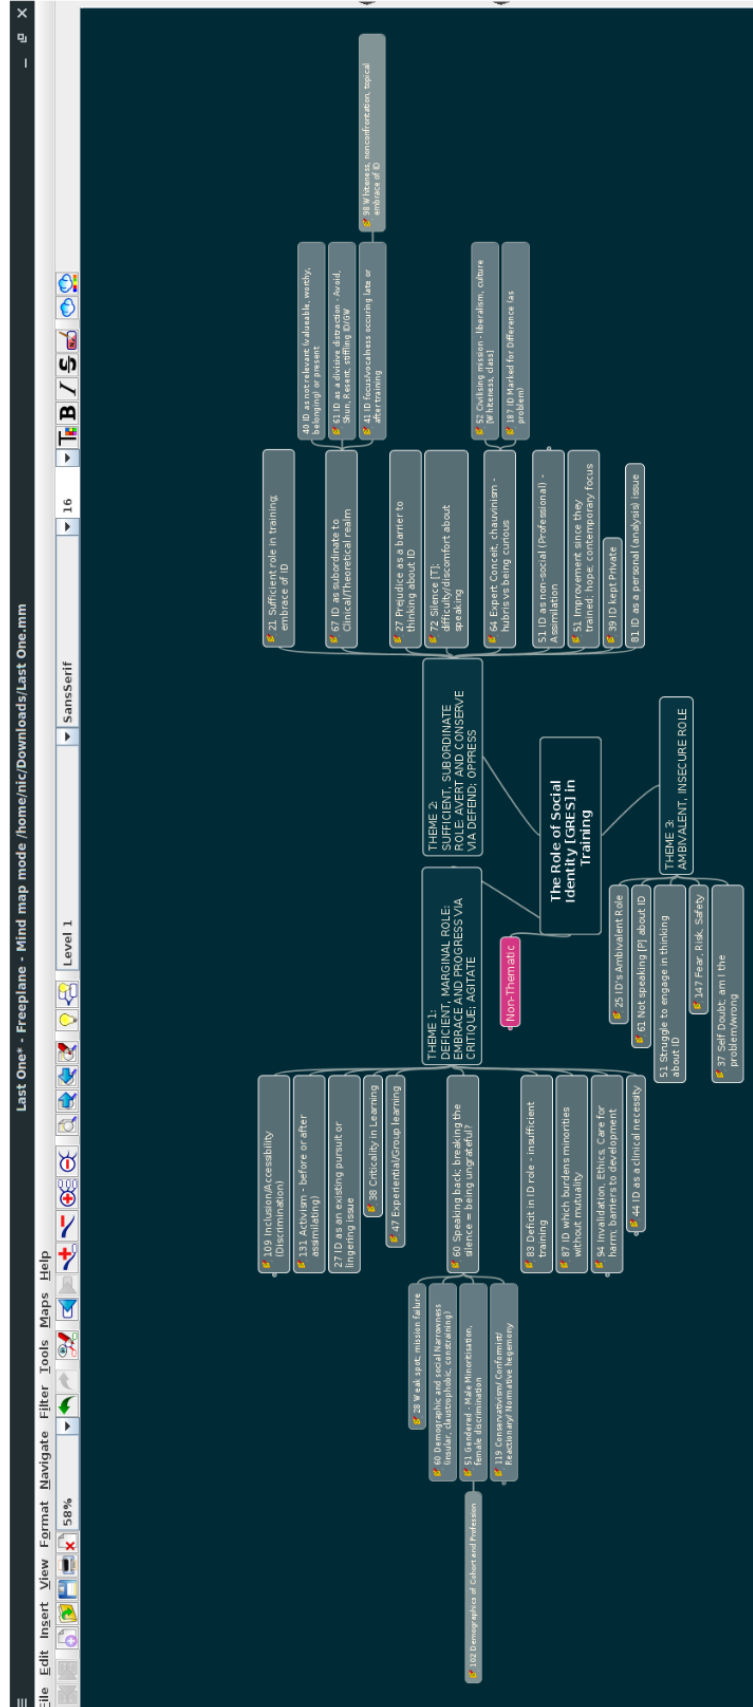 Last One* - Freeplane - Mind map mode /home/nic/Downloads/Last One.mm
File Edit Insert View Format Navigate Filter Tools Maps Help
58%
Level 1
SansSerif
16
T B I S
109 Inclusion/Accessibility
(Discrimination)
131 Activism - before or after
assimilating)
27 ID as an existing pursuit or
lingering issue
38 Criticality in Learning
47 Experiential/Group learning
60 Speaking back; breaking the
silence = being ungrateful?
28 Weak spot; mission failure
60 Demographic and social Narrowness
(insular, claustrophobic, constraining)
51 Gendered - Male Minoritisation,
female discrimination
102 Demographics of Cohort and Profession
119 Conservativism/ Conformist/
Reactionary/ Normative hegemony
83 Deficit in ID role - insufficient
training
87 ID which burdens minorities
without mutuality
94 Invalidation, Ethics, Care for
harm; barriers to development
44 ID as a clinical necessity
THEME 1:
DEFICIENT, MARGINAL ROLE:
EMBRACE AND PROGRESS VIA
CRITIQUE; AGITATE
Non-Thematic
The Role of Social
Identity [GRES] in
Training
THEME 2:
SUFFICIENT, SUBORDINATE
ROLE: AVERT AND CONSERVE
VIA DEFEND; OPPRESS
21 Sufficient role in training;
embrace of ID
67 ID as subordinate to
Clinical/Theoretical realm
40 ID as not relevant (valueable, worthy,
belonging) or present
61 ID as a divisive distraction - Avoid,
Shun, Resent, stiffling ID/GW
41 ID focus/vocalness occuring late or
after training
98 Whiteness, nonconfrontation, topical
embrace of ID
27 Prejudice as a barrier to
thinking about ID
72 Silence [T];
difficulty/discomfort about
speaking
64 Expert Conceit, chauvinism -
hubris vs being curious
52 Civilising mission - liberalism, culture
[Whiteness, class]
187 ID Marked for Difference (as
problem)
51 ID as non-social (Professional) -
Assimilation
51 Improvement since they
trained; hope; contemporary focus
39 ID kept Private
81 ID as a personal (analysis) issue
THEME 3:
AMBIVALENT, INSECURE ROLE
25 ID's Ambivalent Role
61 Not speaking [P] about ID
51 Struggle to engage in thinking
about ID
147 Fear, Risk, Safety
37 Self Doubt; am I the
problem/wrong